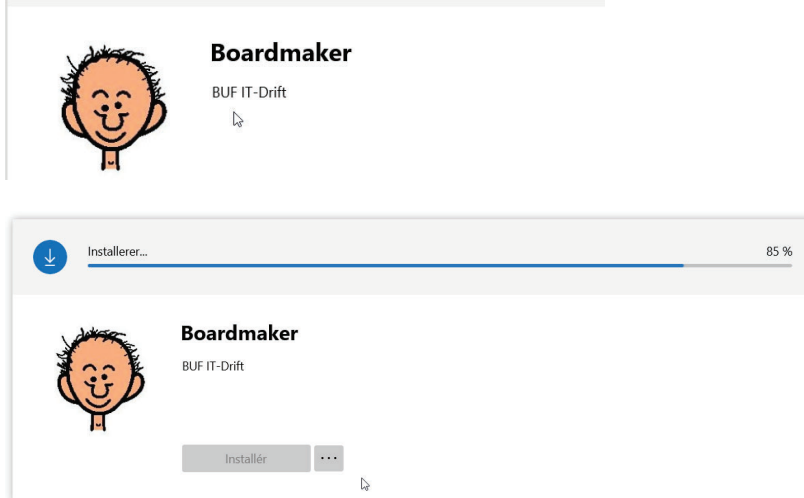 Boardmaker
BUF IT-Drift
Installerer...
85 %
Boardmaker
BUF IT-Drift
Installér
...